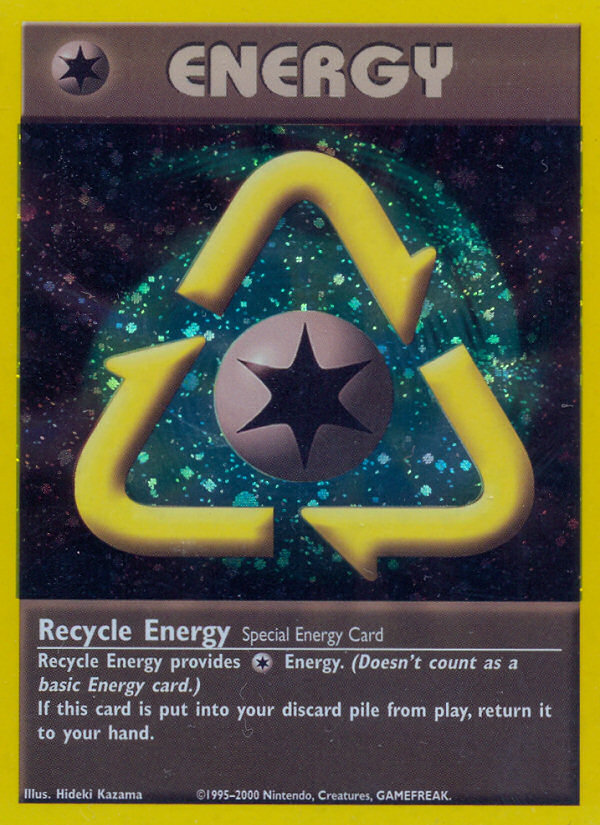 ENERGY
Recycle Energy Special Energy Card
Recycle Energy provides Energy. (Doesn't count as a
basic Energy card.)
If this card is put into your discard pile from play, return it
to your hand.
Illus. Hideki Kazama ©1995–2000 Nintendo, Creatures, GAMEFREAK.